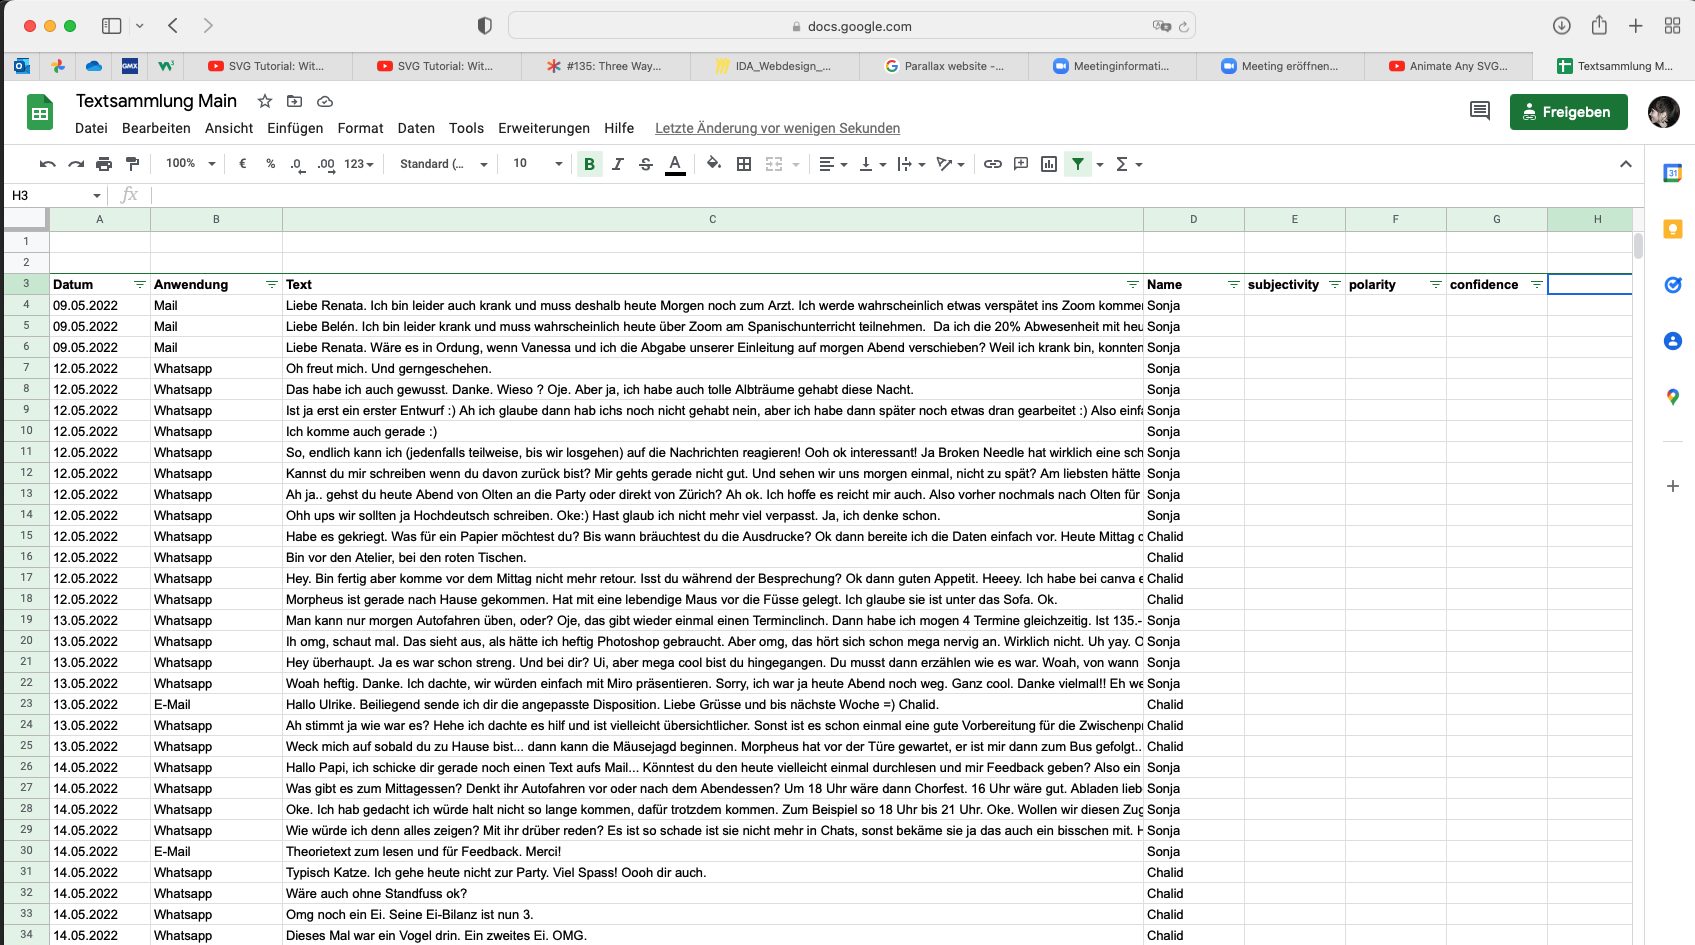 docs.google.com
SVG Tutorial: Wit...
SVG Tutorial: Wit...
#135: Three Way...
IDA_Webdesign_...
Parallax website -...
Meetinginformati...
Meeting eröffnen...
Animate Any SVG...
Textsammlung M...
Textsammlung Main
Datei Bearbeiten Ansicht Einfügen Format Daten Tools Erweiterungen Hilfe Letzte Änderung vor wenigen Sekunden
Freigeben
100% € % .0 .00 123 Standard (... 10 B I S A Σ
H3 fx
A B C D E F G H
1
2
3 Datum Anwendung Text Name subjectivity polarity confidence
4 09.05.2022 Mail Liebe Renata. Ich bin leider auch krank und muss deshalb heute Morgen noch zum Arzt. Ich werde wahrscheinlich etwas verspätet ins Zoom kommen Sonja
5 09.05.2022 Mail Liebe Belén. Ich bin leider krank und muss wahrscheinlich heute über Zoom am Spanischunterricht teilnehmen. Da ich die 20% Abwesenheit mit heu Sonja
6 09.05.2022 Mail Liebe Renata. Wäre es in Ordung, wenn Vanessa und ich die Abgabe unserer Einleitung auf morgen Abend verschieben? Weil ich krank bin, konnten Sonja
7 12.05.2022 Whatsapp Oh freut mich. Und gerngeschehen. Sonja
8 12.05.2022 Whatsapp Das habe ich auch gewusst. Danke. Wieso ? Oje. Aber ja, ich habe auch tolle Albträume gehabt diese Nacht. Sonja
9 12.05.2022 Whatsapp Ist ja erst ein erster Entwurf :) Ah ich glaube dann hab ichs noch nicht gehabt nein, aber ich habe dann später noch etwas dran gearbeitet :) Also einfa Sonja
10 12.05.2022 Whatsapp Ich komme auch gerade :) Sonja
11 12.05.2022 Whatsapp So, endlich kann ich (jedenfalls teilweise, bis wir losgehen) auf die Nachrichten reagieren! Ooh ok interessant! Ja Broken Needle hat wirklich eine sch Sonja
12 12.05.2022 Whatsapp Kannst du mir schreiben wenn du davon zurück bist? Mir gehts gerade nicht gut. Und sehen wir uns morgen einmal, nicht zu spät? Am liebsten hätte Sonja
13 12.05.2022 Whatsapp Ah ja.. gehst du heute Abend von Olten an die Party oder direkt von Zürich? Ah ok. Ich hoffe es reicht mir auch. Also vorher nochmals nach Olten für Sonja
14 12.05.2022 Whatsapp Ohh ups wir sollten ja Hochdeutsch schreiben. Oke:) Hast glaub ich nicht mehr viel verpasst. Ja, ich denke schon. Sonja
15 12.05.2022 Whatsapp Habe es gekriegt. Was für ein Papier möchtest du? Bis wann bräuchtest du die Ausdrucke? Ok dann bereite ich die Daten einfach vor. Heute Mittag Chalid
16 12.05.2022 Whatsapp Bin vor den Atelier, bei den roten Tischen. Chalid
17 12.05.2022 Whatsapp Hey. Bin fertig aber komme vor dem Mittag nicht mehr retour. Isst du während der Besprechung? Ok dann guten Appetit. Heeey. Ich habe bei canva e Chalid
18 12.05.2022 Whatsapp Morpheus ist gerade nach Hause gekommen. Hat mit eine lebendige Maus vor die Füsse gelegt. Ich glaube sie ist unter das Sofa. Ok. Chalid
19 13.05.2022 Whatsapp Man kann nur morgen Autofahren üben, oder? Oje, das gibt wieder einmal einen Terminclinch. Dann habe ich mogen 4 Termine gleichzeitig. Ist 135.- Sonja
20 13.05.2022 Whatsapp Ih omg, schaut mal. Das sieht aus, als hätte ich heftig Photoshop gebraucht. Aber omg, das hört sich schon mega nervig an. Wirklich nicht. Uh yay. O Sonja
21 13.05.2022 Whatsapp Hey überhaupt. Ja es war schon streng. Und bei dir? Ui, aber mega cool bist du hingegangen. Du musst dann erzählen wie es war. Woah, von wann Sonja
22 13.05.2022 Whatsapp Woah heftig. Danke. Ich dachte, wir würden einfach mit Miro präsentieren. Sorry, ich war ja heute Abend noch weg. Ganz cool. Danke vielmal!! Eh we Sonja
23 13.05.2022 E-Mail Hallo Ulrike. Beiliegend sende ich dir die angepasste Disposition. Liebe Grüsse und bis nächste Woche =) Chalid. Chalid
24 13.05.2022 Whatsapp Ah stimmt ja wie war es? Hehe ich dachte es hilf und ist vielleicht übersichtlicher. Sonst ist es schon einmal eine gute Vorbereitung für die Zwischenpr Chalid
25 13.05.2022 Whatsapp Weck mich auf sobald du zu Hause bist... dann kann die Mäusejagd beginnen. Morpheus hat vor der Türe gewartet, er ist mir dann zum Bus gefolgt.. Chalid
26 14.05.2022 Whatsapp Hallo Papi, ich schicke dir gerade noch einen Text aufs Mail... Könntest du den heute vielleicht einmal durchlesen und mir Feedback geben? Also ein Sonja
27 14.05.2022 Whatsapp Was gibt es zum Mittagessen? Denkt ihr Autofahren vor oder nach dem Abendessen? Um 18 Uhr wäre dann Chorfest. 16 Uhr wäre gut. Abladen lieb Sonja
28 14.05.2022 Whatsapp Oke. Ich hab gedacht ich würde halt nicht so lange kommen, dafür trotzdem kommen. Zum Beispiel so 18 Uhr bis 21 Uhr. Oke. Wollen wir diesen Zug Sonja
29 14.05.2022 Whatsapp Wie würde ich denn alles zeigen? Mit ihr drüber reden? Es ist so schade ist sie nicht mehr in Chats, sonst bekäme sie ja das auch ein bisschen mit. H Sonja
30 14.05.2022 E-Mail Theorietext zum lesen und für Feedback. Merci! Sonja
31 14.05.2022 Whatsapp Typisch Katze. Ich gehe heute nicht zur Party. Viel Spass! Oooh dir auch. Chalid
32 14.05.2022 Whatsapp Wäre auch ohne Standfuss ok? Chalid
33 14.05.2022 Whatsapp Omg noch ein Ei. Seine Ei-Bilanz ist nun 3. Chalid
34 14.05.2022 Whatsapp Dieses Mal war ein Vogel drin. Ein zweites Ei. OMG. Chalid